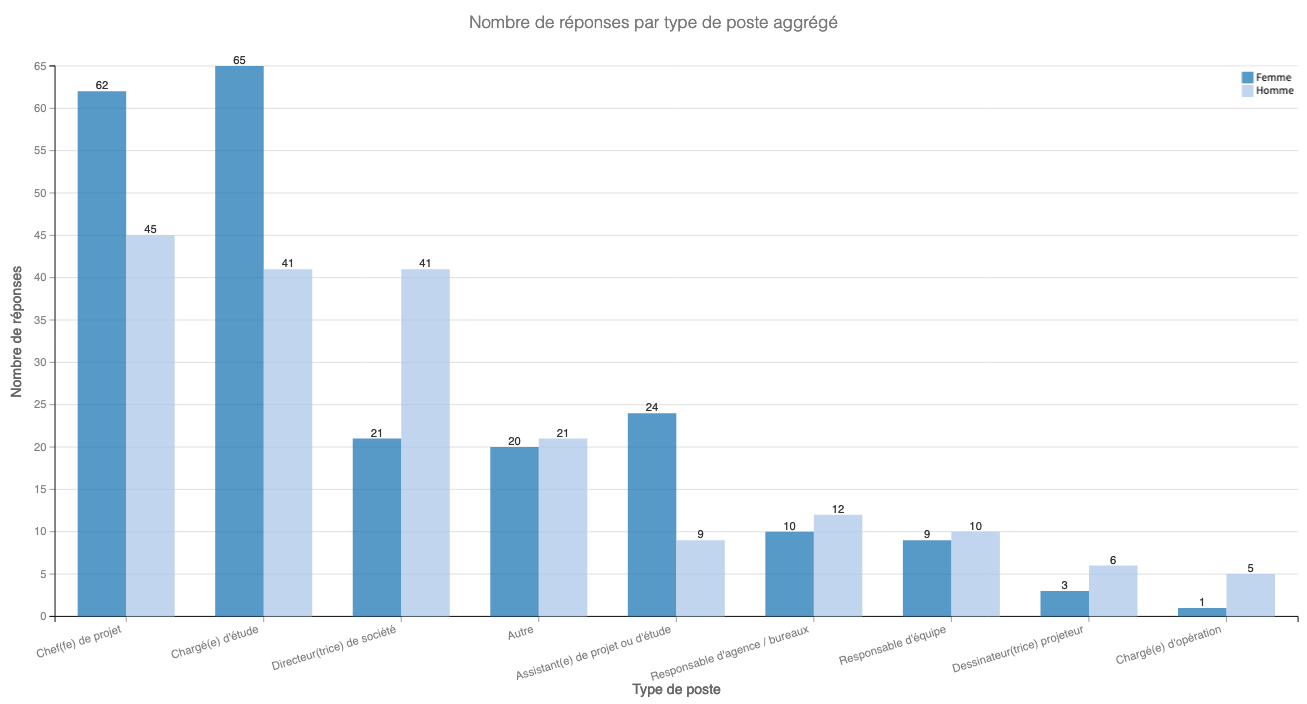 Nombre de réponses par type de poste aggrégé
Femme
Homme
Nombre de réponses
65
60
55
50
45
40
35
30
25
20
15
10
5
0
62
45
65
41
21
41
20
21
24
9
10
12
9
10
3
6
1
5
Chef(fe) de projet
Chargé(e) d'étude
Directeur(trice) de société
Autre
Assistant(e) de projet ou d'étude
Responsable d'agence / bureaux
Responsable d'équipe
Dessinateur(trice) projeteur
Chargé(e) d'opération
Type de poste